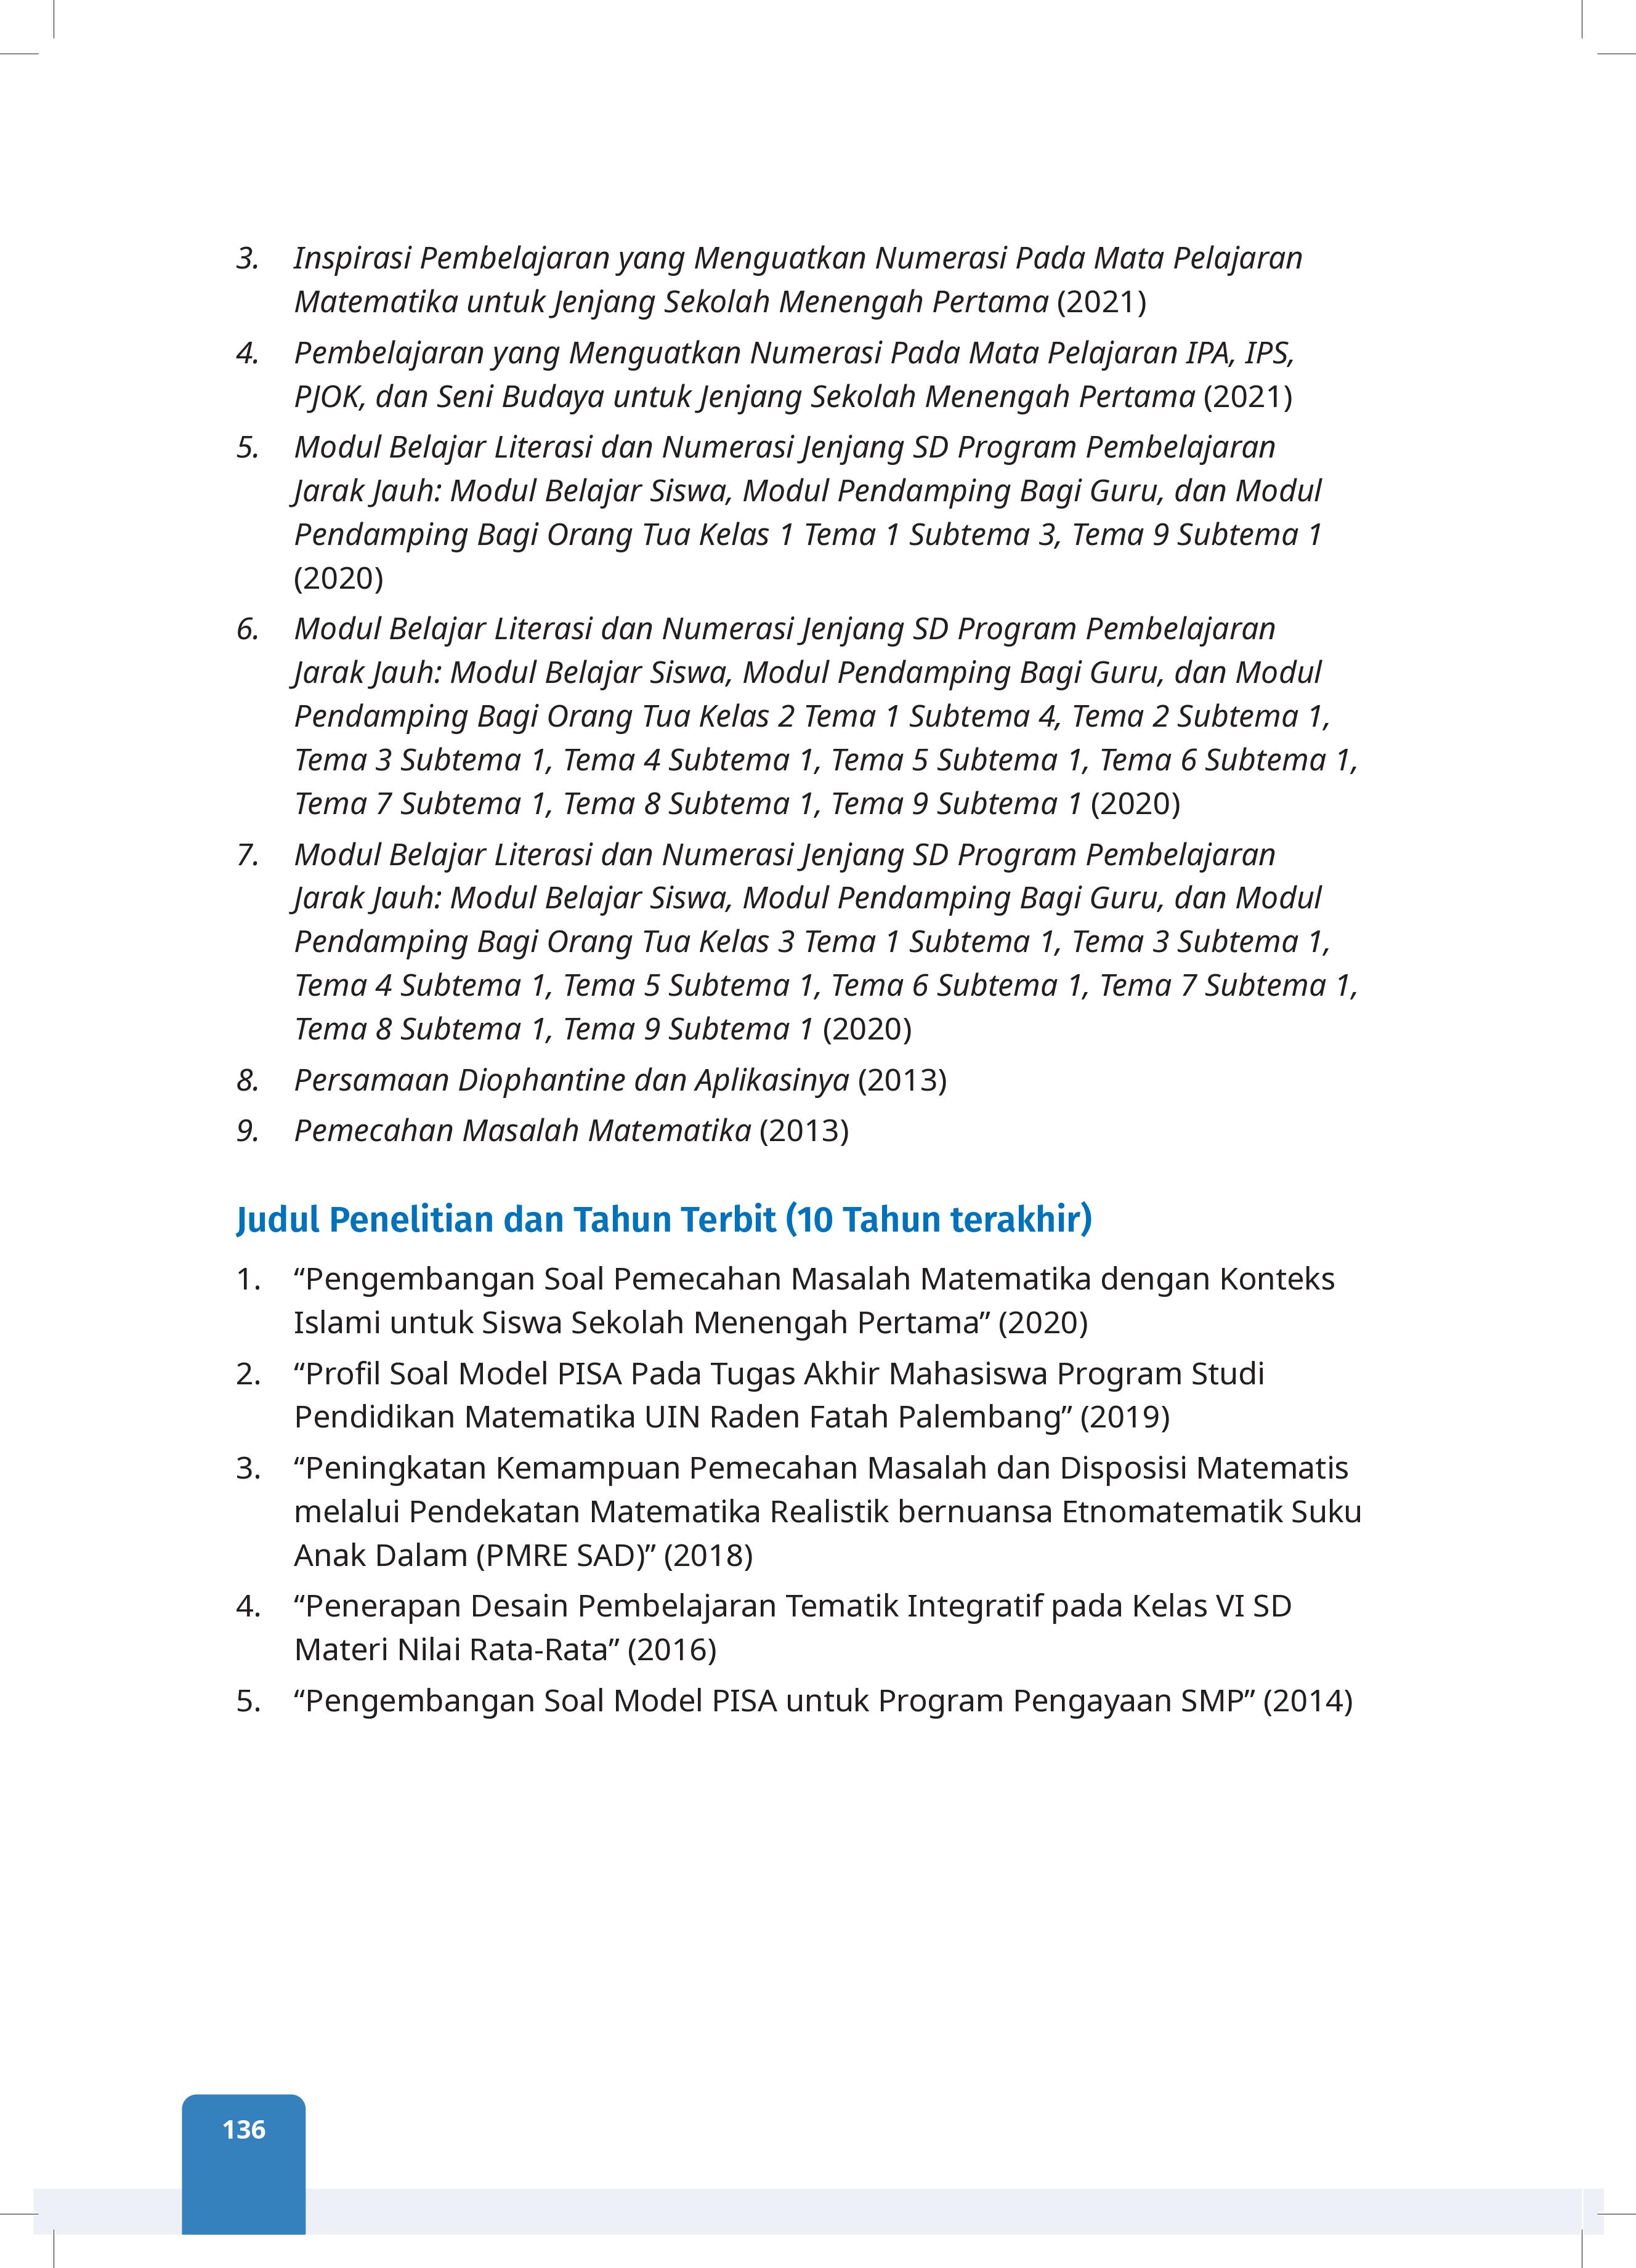 3. Inspirasi Pembelajaran yang Menguatkan Numerasi Pada Mata Pelajaran
Matematika untuk Jenjang Sekolah Menengah Pertama (2021)
4. Pembelajaran yang Menguatkan Numerasi Pada Mata Pelajaran IPA, IPS,
PJOK, dan Seni Budaya untuk Jenjang Sekolah Menengah Pertama (2021)
5. Modul Belajar Literasi dan Numerasi Jenjang SD Program Pembelajaran
Jarak Jauh: Modul Belajar Siswa, Modul Pendamping Bagi Guru, dan Modul
Pendamping Bagi Orang Tua Kelas 1 Tema 1 Subtema 3, Tema 9 Subtema 1
(2020)
6. Modul Belajar Literasi dan Numerasi Jenjang SD Program Pembelajaran
Jarak Jauh: Modul Belajar Siswa, Modul Pendamping Bagi Guru, dan Modul
Pendamping Bagi Orang Tua Kelas 2 Tema 1 Subtema 4, Tema 2 Subtema 1,
Tema 3 Subtema 1, Tema 4 Subtema 1, Tema 5 Subtema 1, Tema 6 Subtema 1,
Tema 7 Subtema 1, Tema 8 Subtema 1, Tema 9 Subtema 1 (2020)
7. Modul Belajar Literasi dan Numerasi Jenjang SD Program Pembelajaran
Jarak Jauh: Modul Belajar Siswa, Modul Pendamping Bagi Guru, dan Modul
Pendamping Bagi Orang Tua Kelas 3 Tema 1 Subtema 1, Tema 3 Subtema 1,
Tema 4 Subtema 1, Tema 5 Subtema 1, Tema 6 Subtema 1, Tema 7 Subtema 1,
Tema 8 Subtema 1, Tema 9 Subtema 1 (2020)
8. Persamaan Diophantine dan Aplikasinya (2013)
9. Pemecahan Masalah Matematika (2013)
Judul Penelitian dan Tahun Terbit (10 Tahun terakhir)
1. “Pengembangan Soal Pemecahan Masalah Matematika dengan Konteks
Islami untuk Siswa Sekolah Menengah Pertama” (2020)
2. “Profil Soal Model PISA Pada Tugas Akhir Mahasiswa Program Studi
Pendidikan Matematika UIN Raden Fatah Palembang” (2019)
3. “Peningkatan Kemampuan Pemecahan Masalah dan Disposisi Matematis
melalui Pendekatan Matematika Realistik bernuansa Etnomatematik Suku
Anak Dalam (PMRE SAD)” (2018)
4. “Penerapan Desain Pembelajaran Tematik Integratif pada Kelas VI SD
Materi Nilai Rata-Rata” (2016)
5. “Pengembangan Soal Model PISA untuk Program Pengayaan SMP” (2014)
136